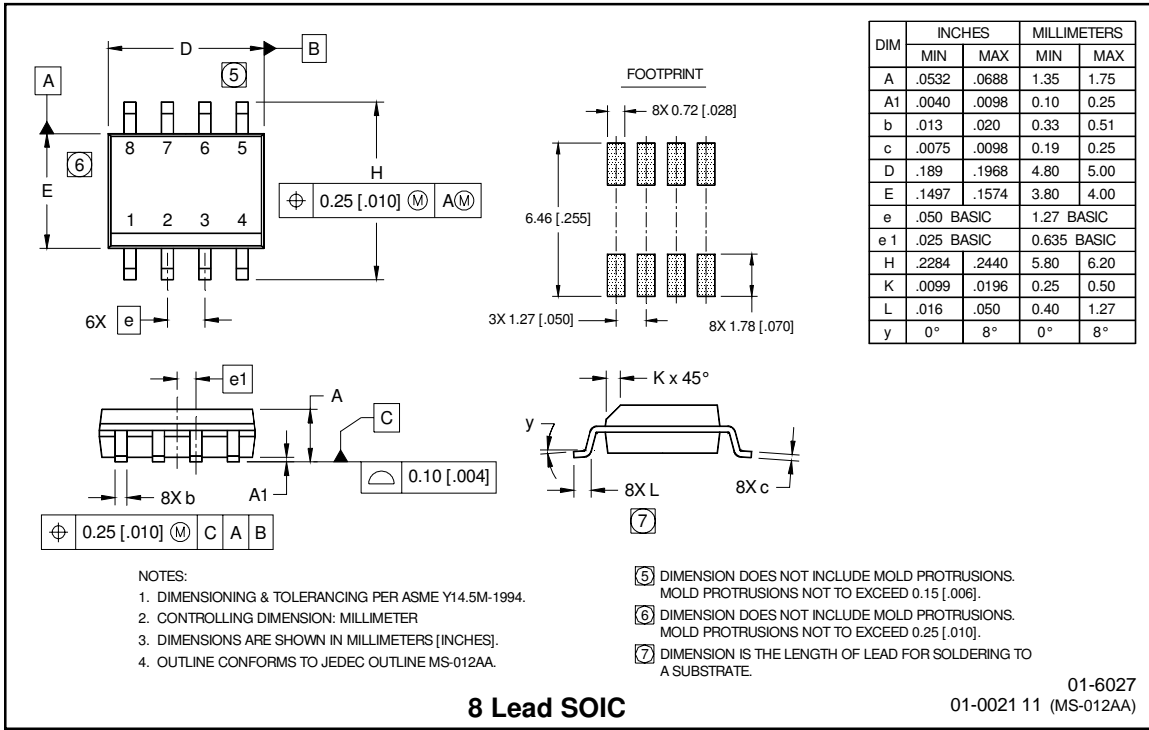 D
B
5
A
8 7 6 5
6
E
H
⌖ 0.25 [.010] Ⓜ A Ⓜ
1 2 3 4
6X e
FOOTPRINT
8X 0.72 [.028]
6.46 [.255]
3X 1.27 [.050]
8X 1.78 [.070]
DIM INCHES MILLIMETERS
MIN MAX MIN MAX
A .0532 .0688 1.35 1.75
A1 .0040 .0098 0.10 0.25
b .013 .020 0.33 0.51
c .0075 .0098 0.19 0.25
D .189 .1968 4.80 5.00
E .1497 .1574 3.80 4.00
e .050 BASIC 1.27 BASIC
e 1 .025 BASIC 0.635 BASIC
H .2284 .2440 5.80 6.20
K .0099 .0196 0.25 0.50
L .016 .050 0.40 1.27
y 0° 8° 0° 8°
e1
A
C
0.10 [.004]
8X b
A1
⌖ 0.25 [.010] Ⓜ C A B
K x 45°
y
8X L
8X c
7
NOTES:
1. DIMENSIONING & TOLERANCING PER ASME Y14.5M-1994.
2. CONTROLLING DIMENSION: MILLIMETER
3. DIMENSIONS ARE SHOWN IN MILLIMETERS [INCHES].
4. OUTLINE CONFORMS TO JEDEC OUTLINE MS-012AA.
5 DIMENSION DOES NOT INCLUDE MOLD PROTRUSIONS.
MOLD PROTRUSIONS NOT TO EXCEED 0.15 [.006].
6 DIMENSION DOES NOT INCLUDE MOLD PROTRUSIONS.
MOLD PROTRUSIONS NOT TO EXCEED 0.25 [.010].
7 DIMENSION IS THE LENGTH OF LEAD FOR SOLDERING TO
A SUBSTRATE.
8 Lead SOIC
01-6027
01-0021 11 (MS-012AA)